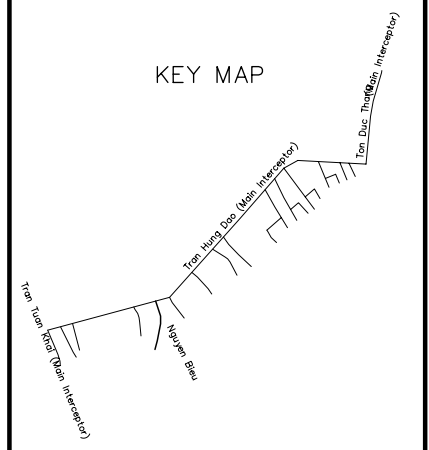 KEY MAP
Ton Duc Thang (Main Interceptor)
Tran Hung Dao (Main Interceptor)
Tran Tuan Khai (Main Interceptor)
Nguyen Bieu